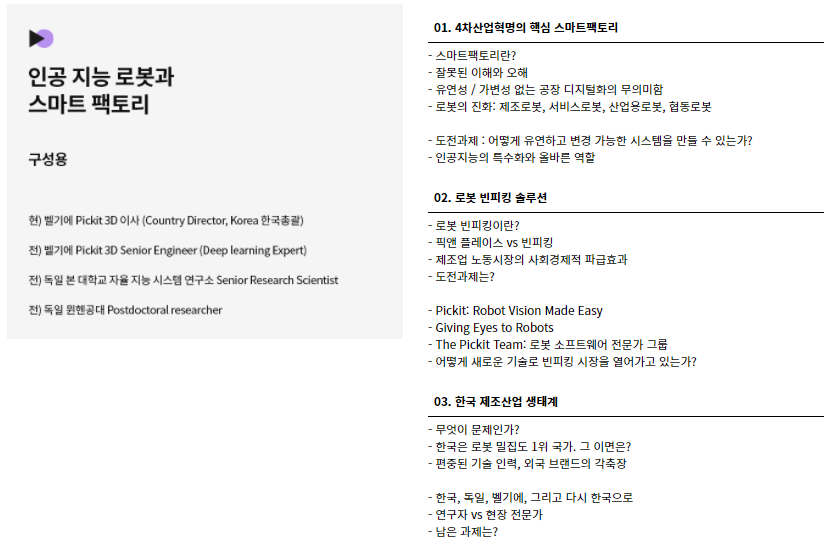 인공 지능 로봇과
스마트 팩토리
구성용
현) 벨기에 Pickit 3D 이사 (Country Director, Korea 한국총괄)
전) 벨기에 Pickit 3D Senior Engineer (Deep learning Expert)
전) 독일 본 대학교 자율 지능 시스템 연구소 Senior Research Scientist
전) 독일 뮌헨공대 Postdoctoral researcher
01. 4차산업혁명의 핵심 스마트팩토리
- 스마트팩토리란?
- 잘못된 이해와 오해
- 유연성 / 가변성 없는 공장 디지털화의 무의미함
- 로봇의 진화: 제조로봇, 서비스로봇, 산업용로봇, 협동로봇
- 도전과제 : 어떻게 유연하고 변경 가능한 시스템을 만들 수 있는가?
- 인공지능의 특수화와 올바른 역할
02. 로봇 빈피킹 솔루션
- 로봇 빈피킹이란?
- 픽앤 플레이스 vs 빈피킹
- 제조업 노동시장의 사회경제적 파급효과
- 도전과제는?
- Pickit: Robot Vision Made Easy
- Giving Eyes to Robots
- The Pickit Team: 로봇 소프트웨어 전문가 그룹
- 어떻게 새로운 기술로 빈피킹 시장을 열어가고 있는가?
03. 한국 제조산업 생태계
- 무엇이 문제인가?
- 한국은 로봇 밀집도 1위 국가. 그 이면은?
- 편중된 기술 인력, 외국 브랜드의 각축장
- 한국, 독일, 벨기에, 그리고 다시 한국으로
- 연구자 vs 현장 전문가
- 남은 과제는?